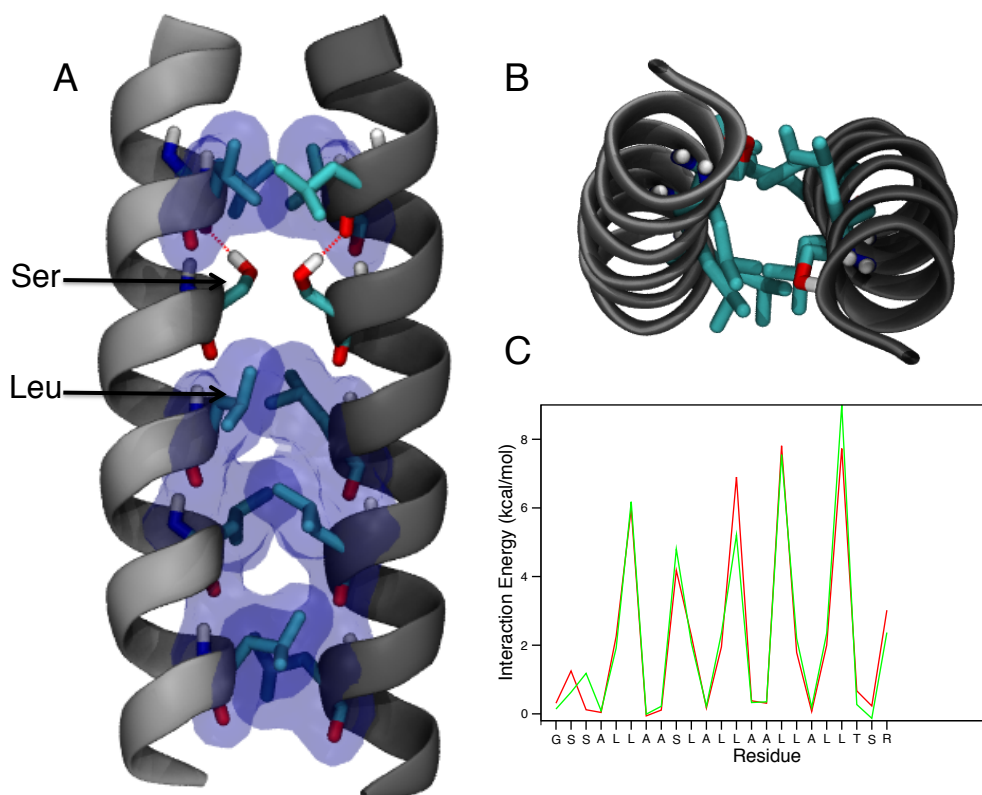 A
B
Ser
Leu
C
Interaction Energy (kcal/mol)
8
6
4
2
0
G S S A L L A A S L A L L A A L L A L L T S R
Residue